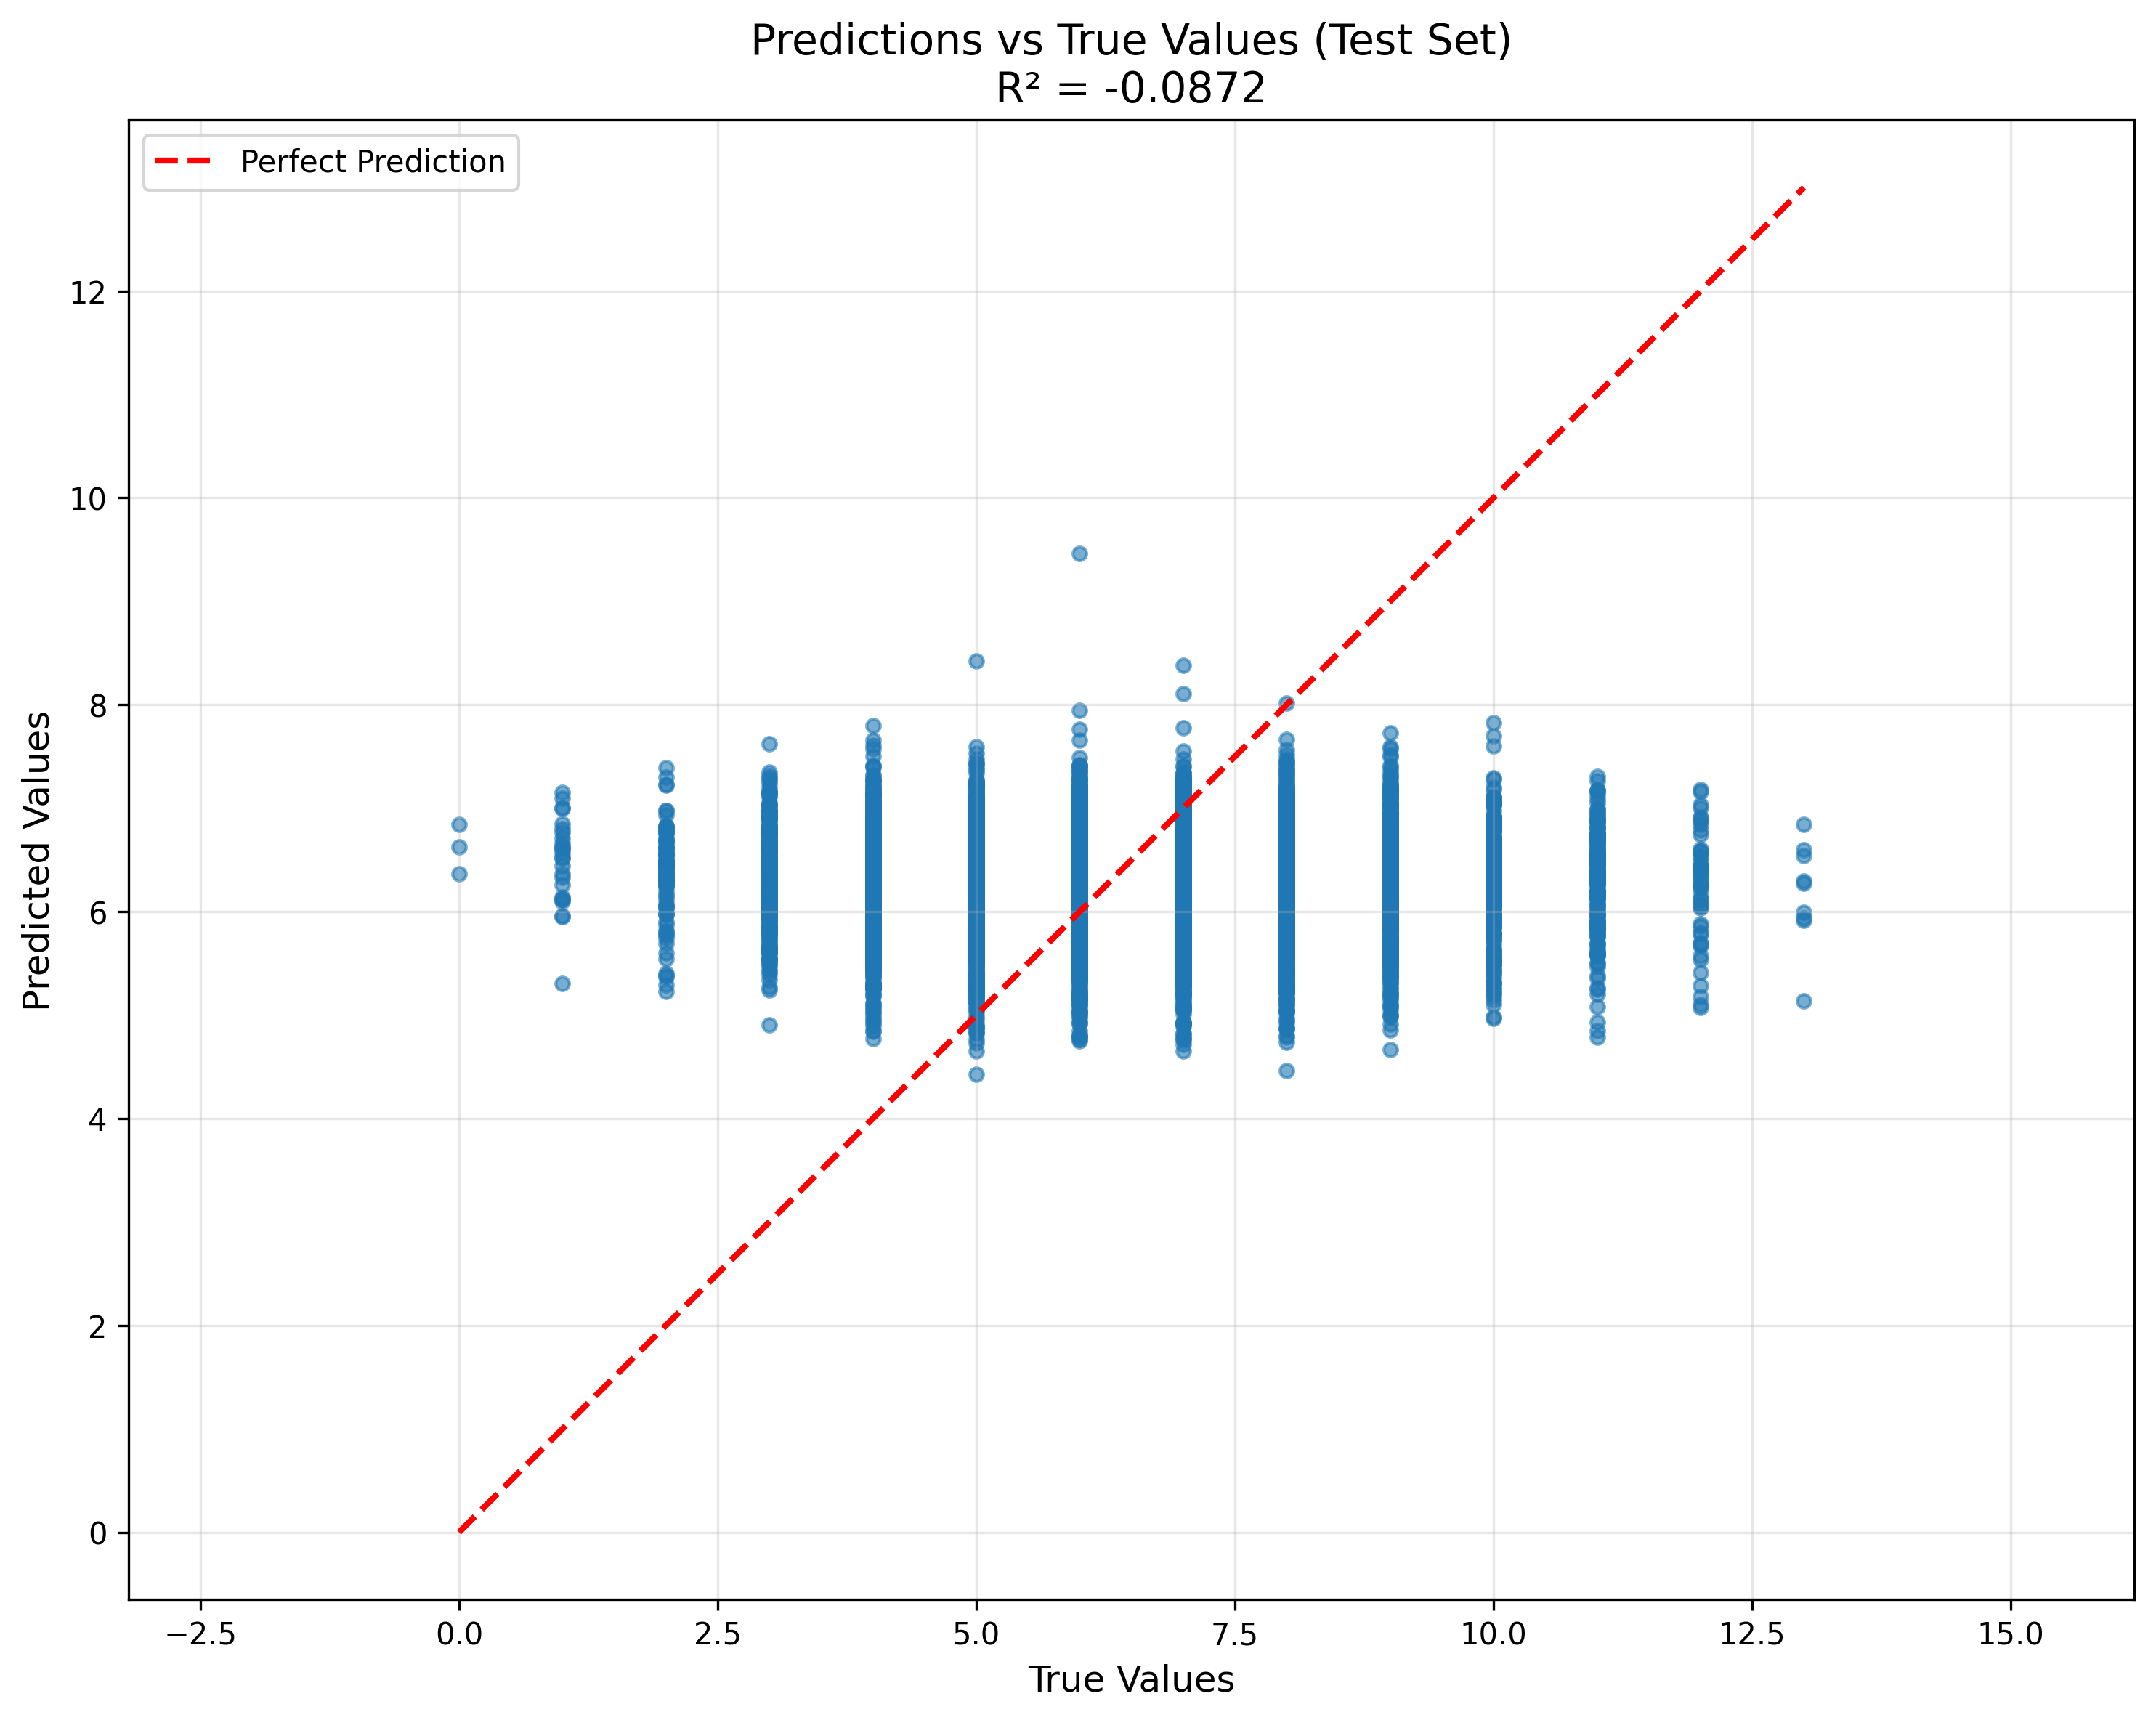 Predictions vs True Values (Test Set)
R² = -0.0872
Perfect Prediction
12
10
8
6
4
2
0
Predicted Values
−2.5 0.0 2.5 5.0 7.5 10.0 12.5 15.0
True Values